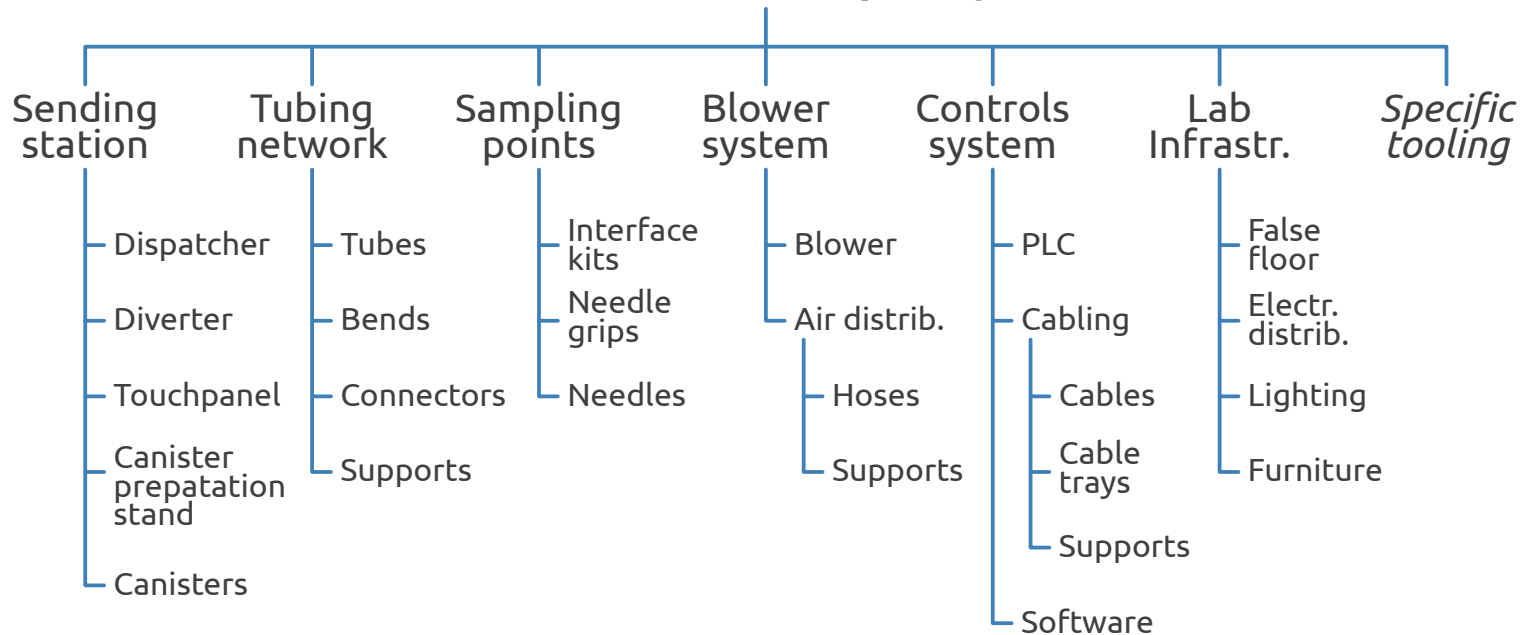 Sending
station
Dispatcher
Diverter
Touchpanel
Canister
prepatation
stand
Canisters
Tubing
network
Tubes
Bends
Connectors
Supports
Sampling
points
Interface
kits
Needle
grips
Needles
Blower
system
Blower
Air distrib.
Hoses
Supports
Controls
system
PLC
Cabling
Cables
Cable
trays
Supports
Software
Lab
Infrastr.
False
floor
Electr.
distrib.
Lighting
Furniture
Specific
tooling